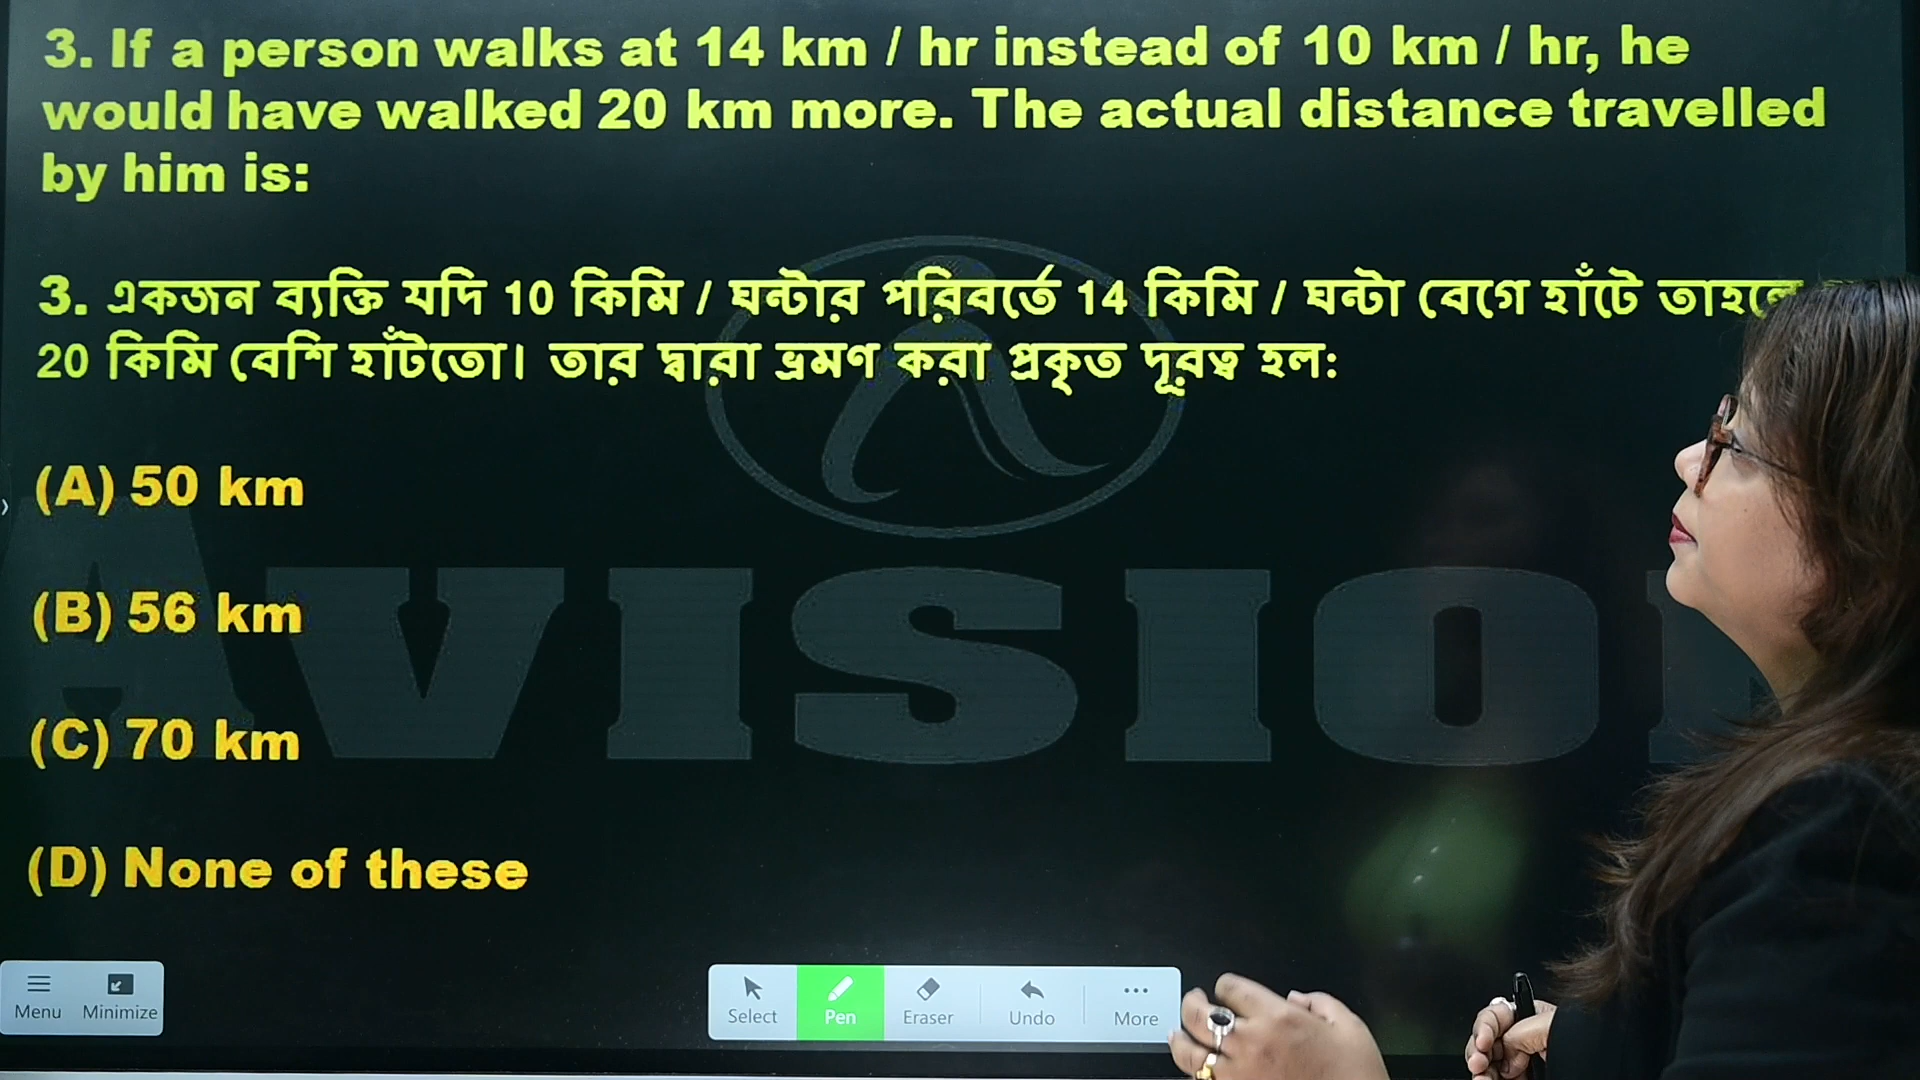 3. If a person walks at 14 km / hr instead of 10 km / hr, he
would have walked 20 km more. The actual distance travelled
by him is:
3. একজন ব্যক্তি যদি 10 কিমি / ঘন্টার পরিবর্তে 14 কিমি / ঘন্টা বেগে হাঁটে তাহলে
20 কিমি বেশি হাঁটতো। তার দ্বারা ভ্রমণ করা প্রকৃত দূরত্ব হল:
(A) 50 km
(B) 56 km
(C) 70 km
(D) None of these
Menu Minimize
Select Pen Eraser Undo More